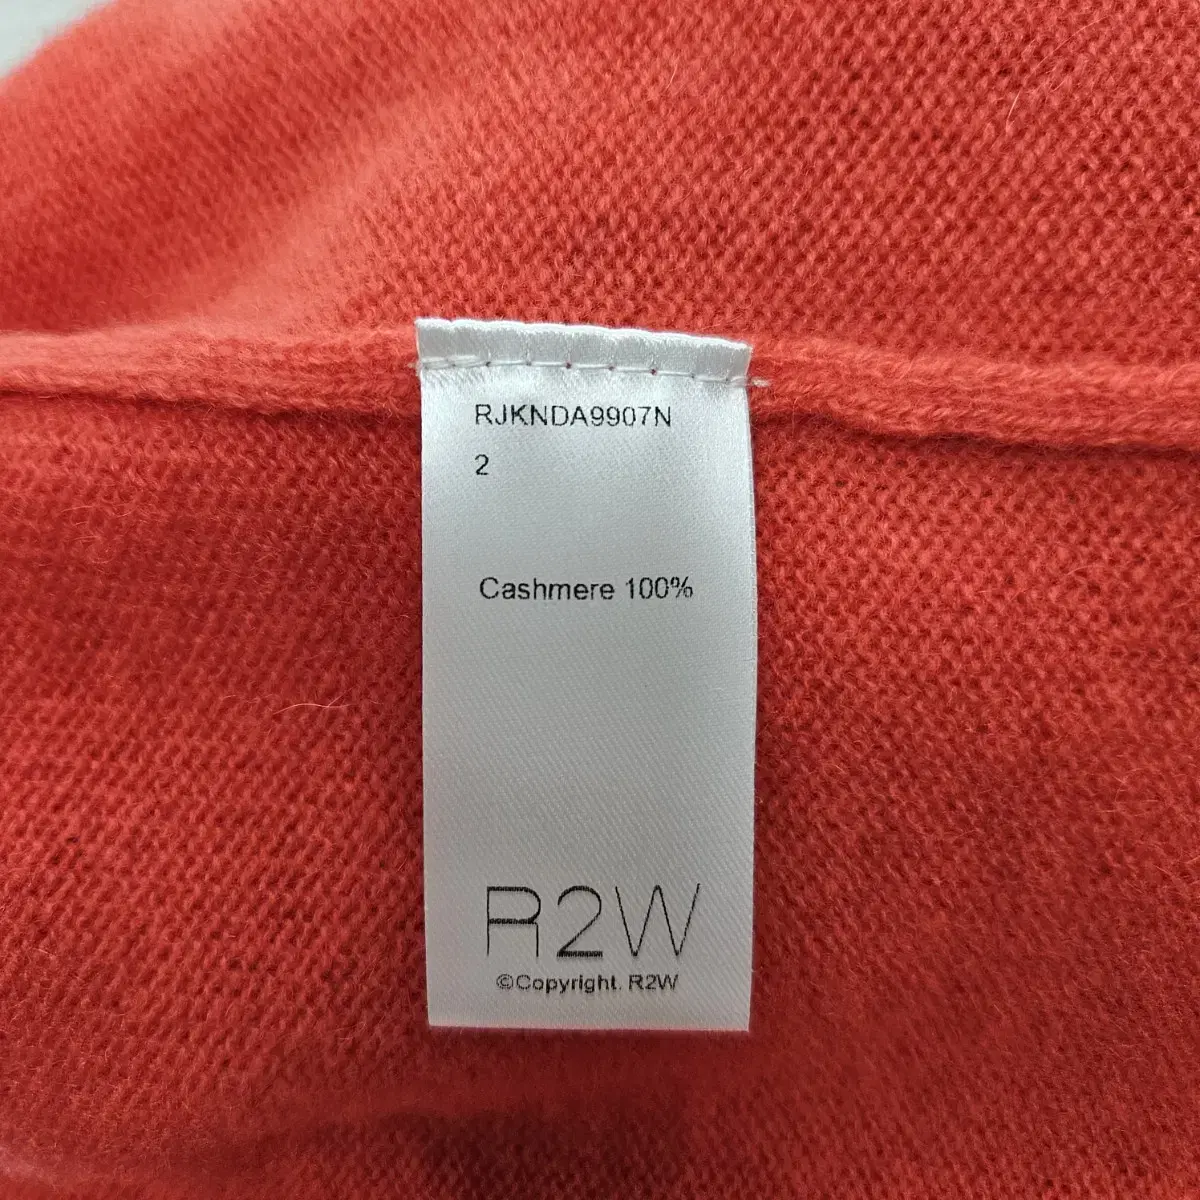 RJKNDA9907N
2
Cashmere 100%
R2W
©Copyright. R2W